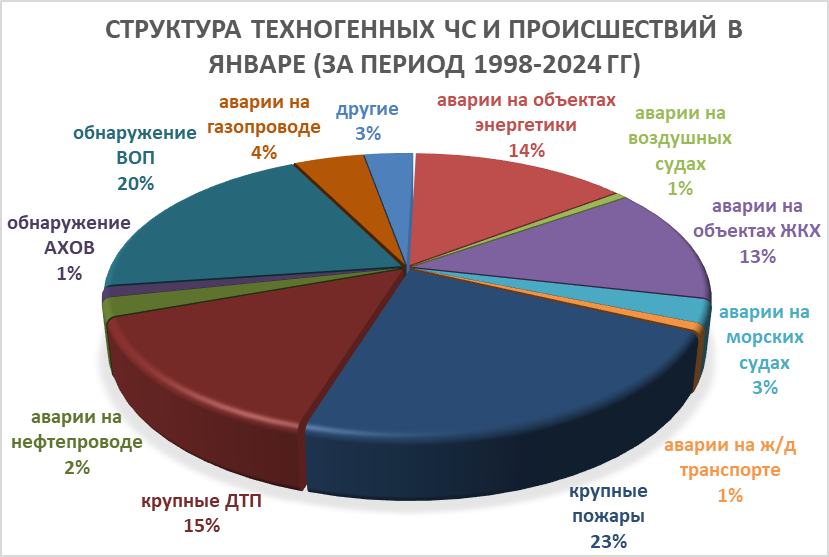 СТРУКТУРА ТЕХНОГЕННЫХ ЧС И ПРОИСШЕСТВИЙ В
ЯНВАРЕ (ЗА ПЕРИОД 1998-2024 ГГ)
другие
3%
аварии на объектах
энергетики
14%
аварии на
воздушных
судах
1%
аварии на
объектах ЖКХ
13%
аварии на
морских
судах
3%
аварии на ж/д
транспорте
1%
крупные
пожары
23%
крупные ДТП
15%
аварии на
нефтепроводе
2%
обнаружение
АХОВ
1%
обнаружение
ВОП
20%
аварии на
газопроводе
4%